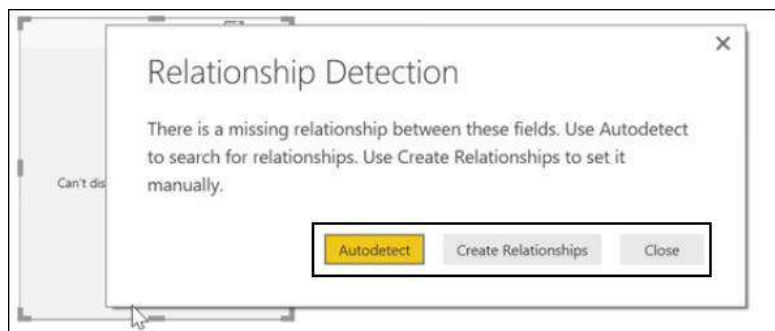 Relationship Detection
There is a missing relationship between these fields. Use Autodetect
to search for relationships. Use Create Relationships to set it
manually.
Can't dis
Autodetect Create Relationships Close